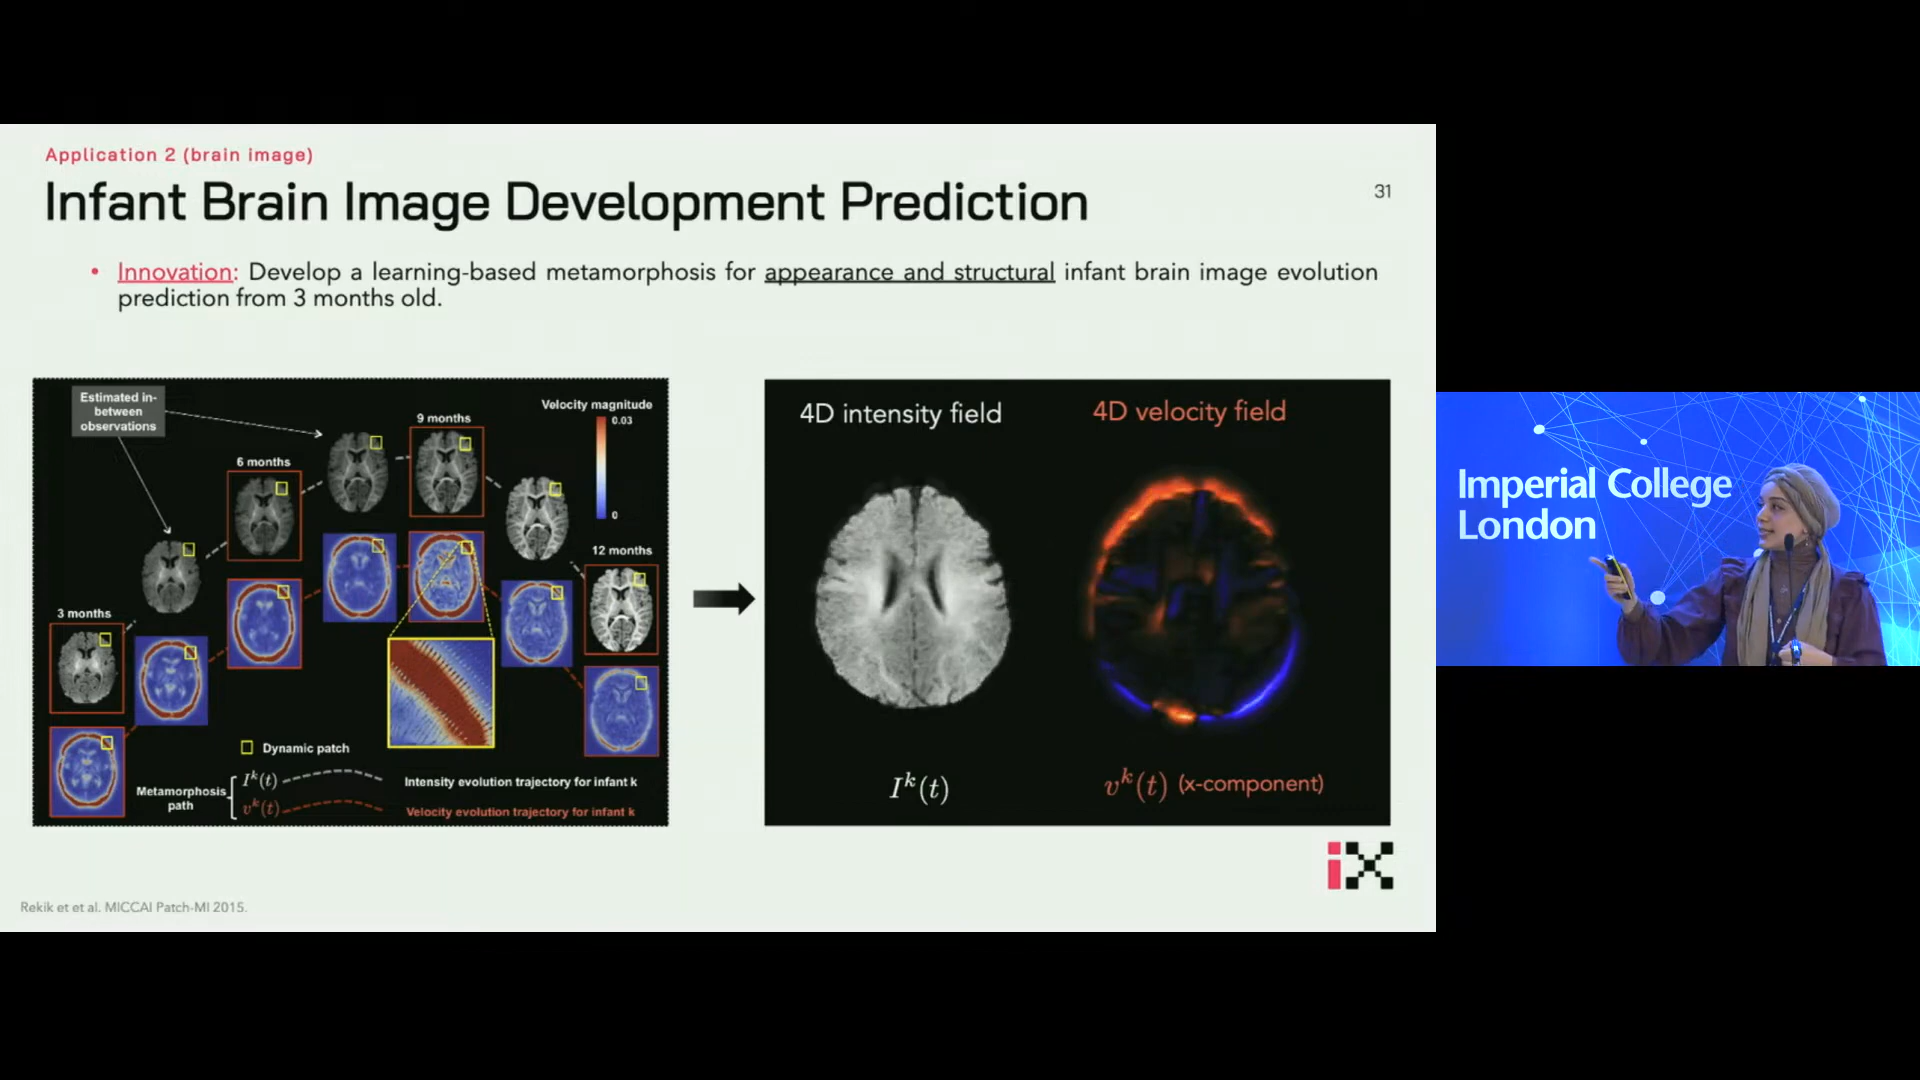 Application 2 (brain image)
Infant Brain Image Development Prediction
31
• Innovation: Develop a learning-based metamorphosis for appearance and structural infant brain image evolution
prediction from 3 months old.
Estimated in-
between
observations
Velocity magnitude
0.03
0
9 months
6 months
12 months
3 months
Dynamic patch
Metamorphosis
path
I^k(t)
Intensity evolution trajectory for infant k
v^k(t)
Velocity evolution trajectory for infant k
4D intensity field
4D velocity field
I^k(t)
v^k(t) (x-component)
iX
Rekik et et al. MICCAI Patch-MI 2015.
Imperial College
London